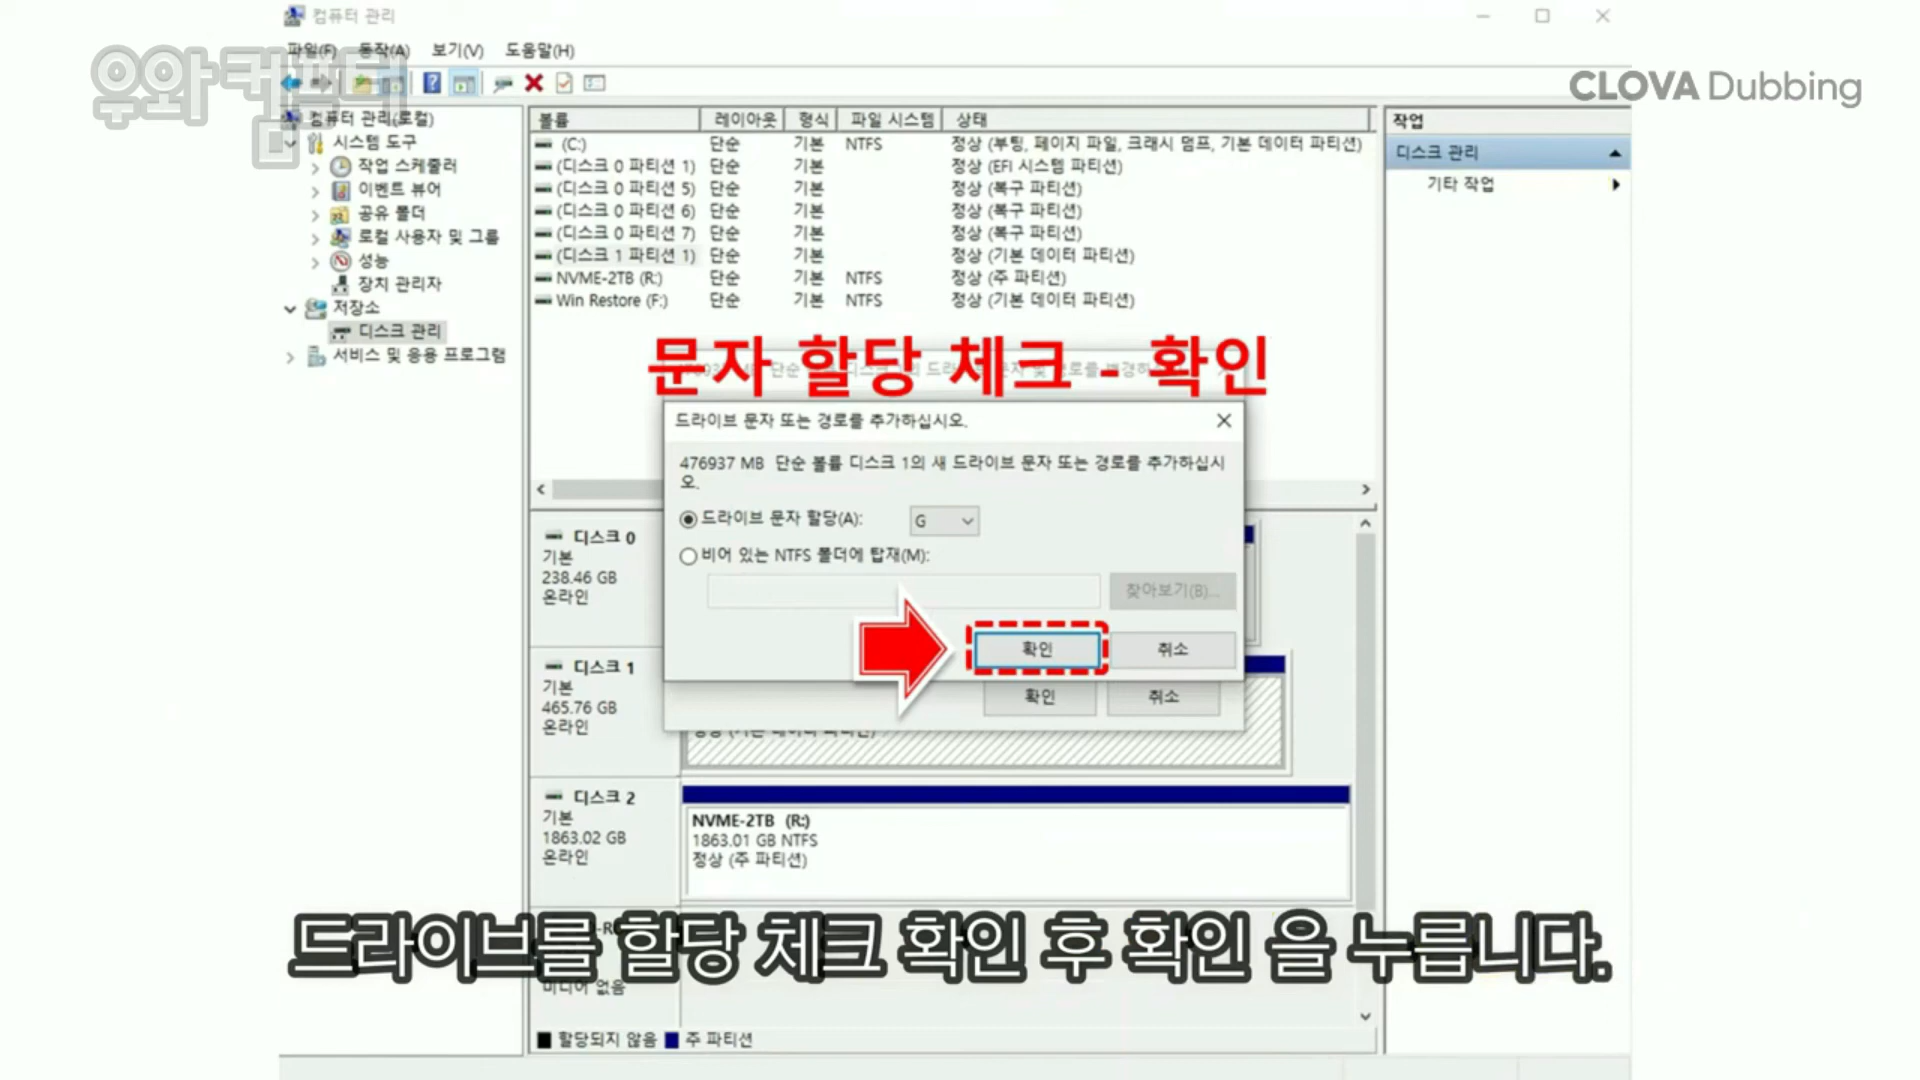 컴퓨터 관리
파일(F) 동작(A) 보기(V) 도움말(H)
우와컴퓨터
CLOVA Dubbing
컴퓨터 관리(로컬)
시스템 도구
작업 스케줄러
이벤트 뷰어
공유 폴더
로컬 사용자 및 그룹
성능
장치 관리자
저장소
디스크 관리
서비스 및 응용 프로그램
볼륨 레이아웃 형식 파일 시스템 상태
(C:) 단순 기본 NTFS 정상 (부팅, 페이지 파일, 크래시 덤프, 기본 데이터 파티션)
(디스크 0 파티션 1) 단순 기본 정상 (EFI 시스템 파티션)
(디스크 0 파티션 5) 단순 기본 정상 (복구 파티션)
(디스크 0 파티션 6) 단순 기본 정상 (복구 파티션)
(디스크 0 파티션 7) 단순 기본 정상 (복구 파티션)
(디스크 1 파티션 1) 단순 기본 정상 (기본 데이터 파티션)
NVME-2TB (R:) 단순 기본 NTFS 정상 (주 파티션)
Win Restore (F:) 단순 기본 NTFS 정상 (기본 데이터 파티션)
작업
디스크 관리
기타 작업
문자 할당 체크 - 확인
드라이브 문자 또는 경로를 추가하십시오.
476937 MB 단순 볼륨 디스크 1의 새 드라이브 문자 또는 경로를 추가하십시
오.
드라이브 문자 할당(A): G
비어 있는 NTFS 폴더에 탑재(M):
찾아보기(B)...
확인 취소
확인 취소
디스크 0
기본
238.46 GB
온라인
디스크 1
기본
465.76 GB
온라인
정상 (기본 데이터 파티션)
디스크 2
기본
1863.02 GB
온라인
NVME-2TB (R:)
1863.01 GB NTFS
정상 (주 파티션)
드라이브를 할당 체크 확인 후 확인 을 누릅니다.
미디어 없음
할당되지 않음 주 파티션